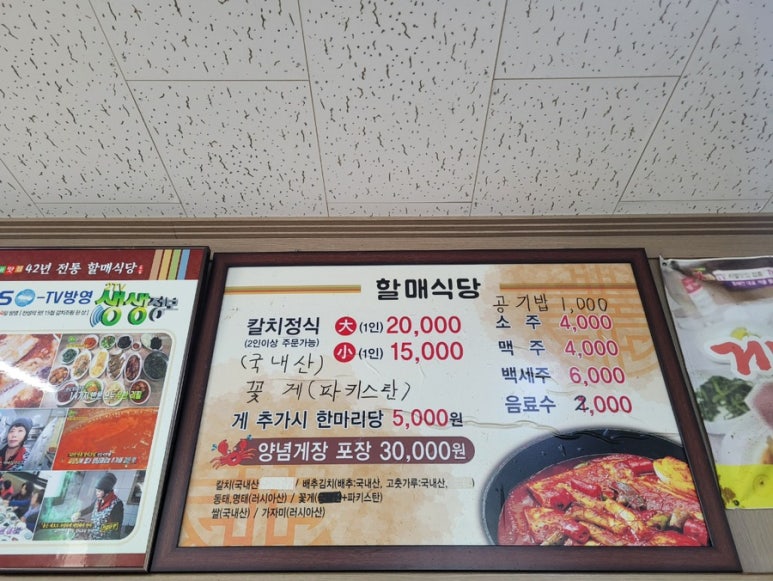 42년 전통 할매식당
S -TV방영 생생정보
할매식당
칼치정식 大 (1인) 20,000
(2인이상 주문가능) 小 (1인) 15,000
(국내산)
꽃게(파키스탄)
게 추가시 한마리당 5,000원
양념게장 포장 30,000원
공기밥 1,000
소주 4,000
맥주 4,000
백세주 6,000
음료수 2,000
칼치(국내산 / 배추김치(배추:국내산, 고춧가루:국내산,
동태,명태(러시아산) / 꽃게( +파키스탄)
쌀(국내산) / 가자미(러시아산)